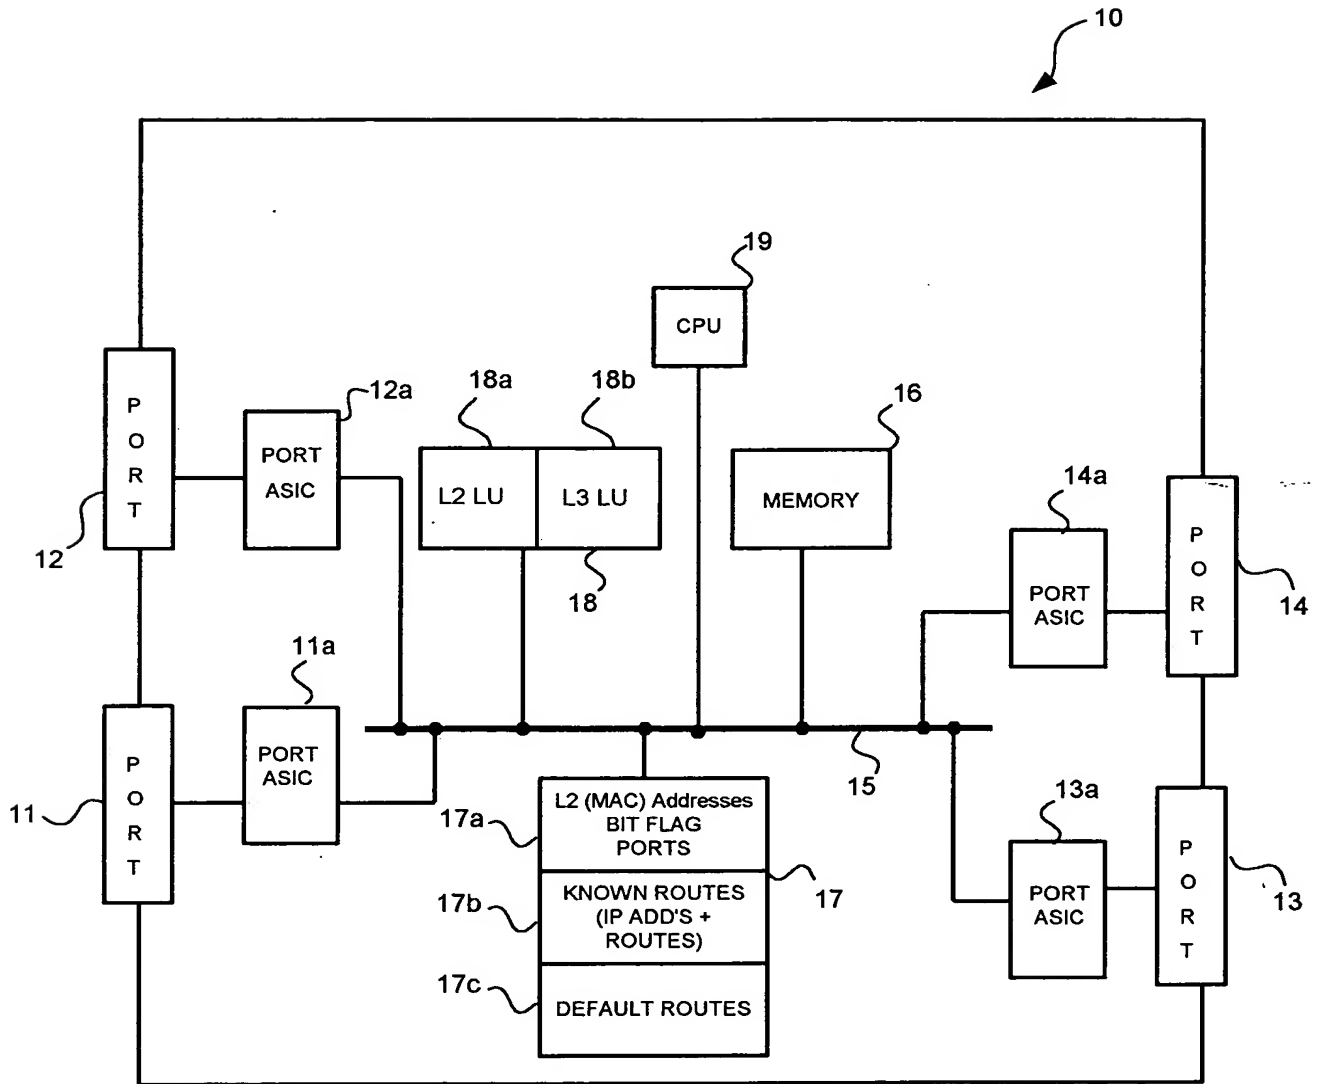 10
19
CPU
18a
18b
16
12a
P
O
R
T
PORT
ASIC
L2 LU
L3 LU
MEMORY
14a
12
18
PORT
ASIC
P
O
R
T
14
11a
P
O
R
T
PORT
ASIC
11
15
13a
17a
L2 (MAC) Addresses
BIT FLAG
PORTS
17b
KNOWN ROUTES
(IP ADD'S +
ROUTES)
17
17c
DEFAULT ROUTES
PORT
ASIC
P
O
R
T
13